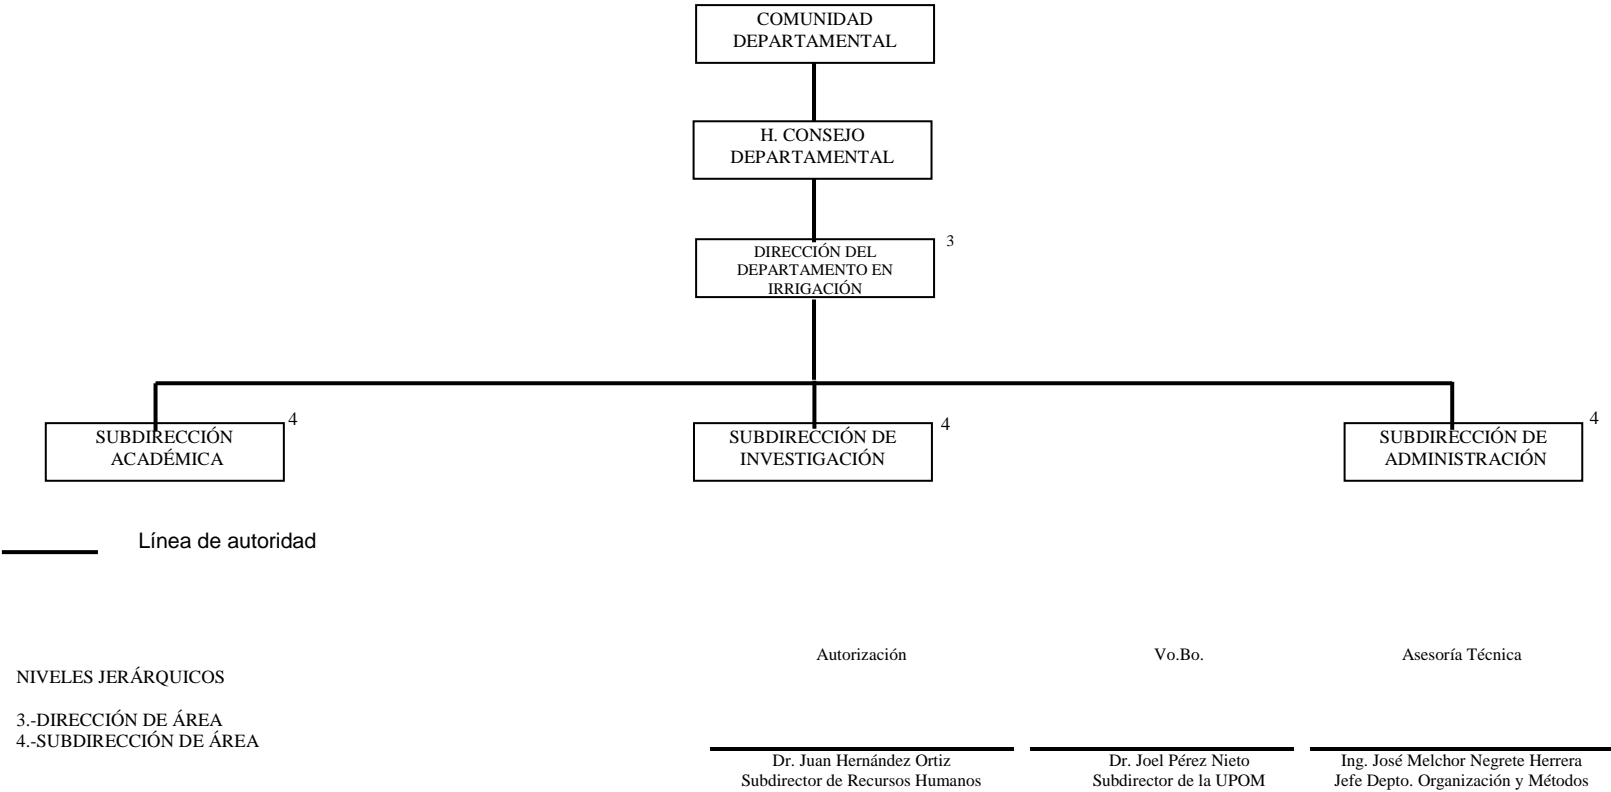 COMUNIDAD
DEPARTAMENTAL
H. CONSEJO
DEPARTAMENTAL
3
DIRECCIÓN DEL
DEPARTAMENTO EN
IRRIGACIÓN
4
SUBDIRECCIÓN
ACADÉMICA
4
SUBDIRECCIÓN DE
INVESTIGACIÓN
4
SUBDIRECCIÓN DE
ADMINISTRACIÓN
Línea de autoridad
NIVELES JERÁRQUICOS
3.-DIRECCIÓN DE ÁREA
4.-SUBDIRECCIÓN DE ÁREA
Autorización
Dr. Juan Hernández Ortiz
Subdirector de Recursos Humanos
Vo.Bo.
Dr. Joel Pérez Nieto
Subdirector de la UPOM
Asesoría Técnica
Ing. José Melchor Negrete Herrera
Jefe Depto. Organización y Métodos